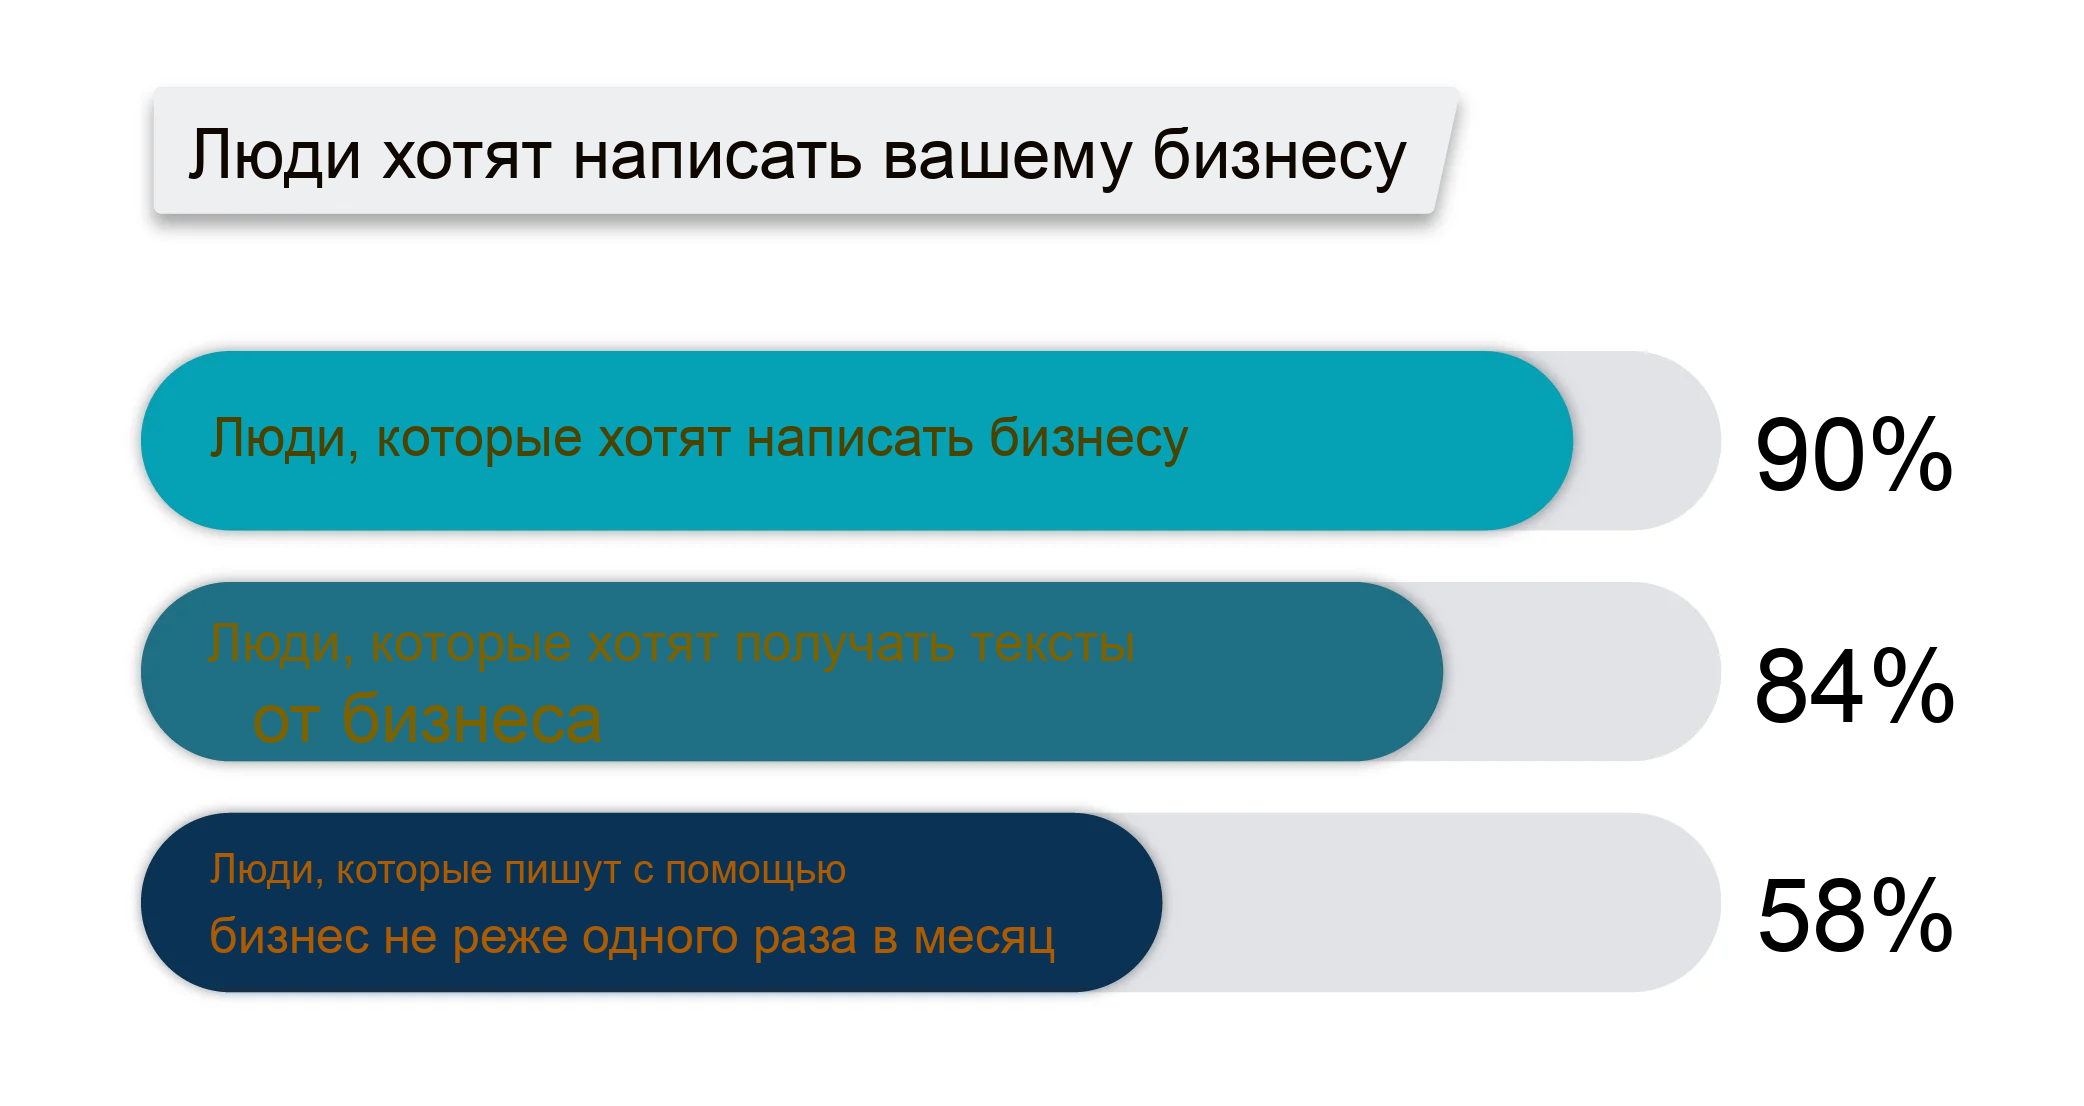 Люди хотят написать вашему бизнесу
Люди, которые хотят написать бизнесу
90%
Люди, которые хотят получать тексты
от бизнеса
84%
Люди, которые пишут с помощью
бизнес не реже одного раза в месяц
58%